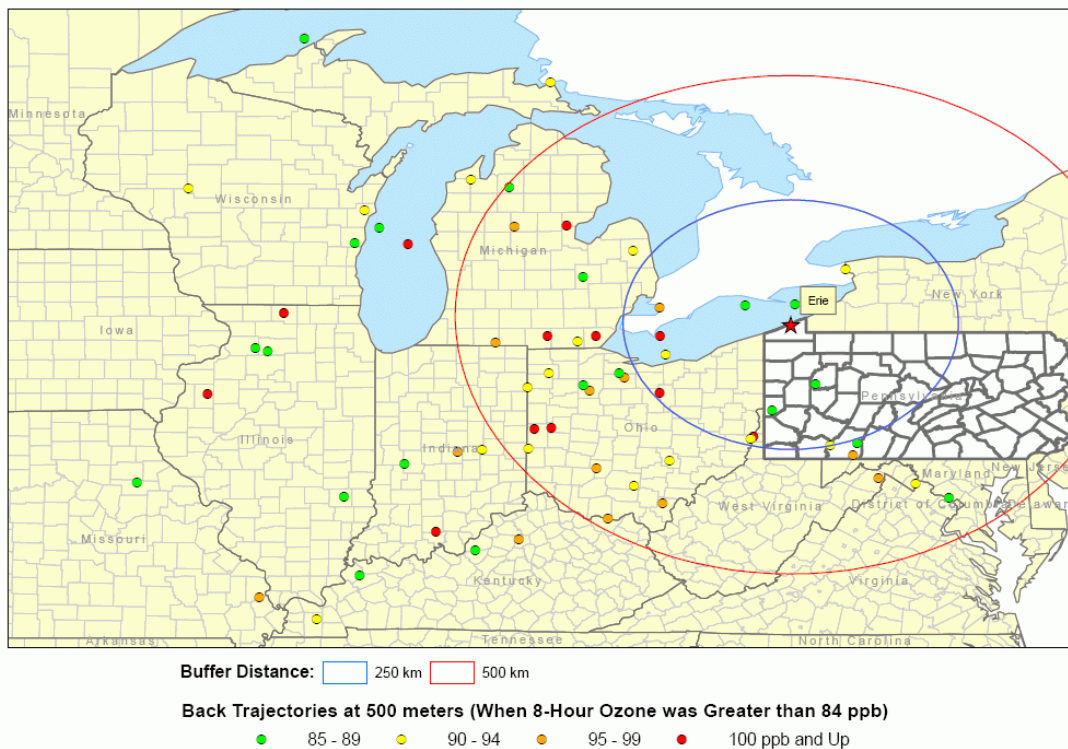 Minnesota
Wisconsin
Michigan
Erie
New York
Iowa
Pennsylvania
Illinois
Indiana
Ohio
Maryland
New Jersey
West Virginia
District of Columbia
Delaware
Missouri
Kentucky
Virginia
Arkansas
Tennessee
North Carolina
Buffer Distance: 250 km 500 km
Back Trajectories at 500 meters (When 8-Hour Ozone was Greater than 84 ppb)
85 - 89 90 - 94 95 - 99 100 ppb and Up